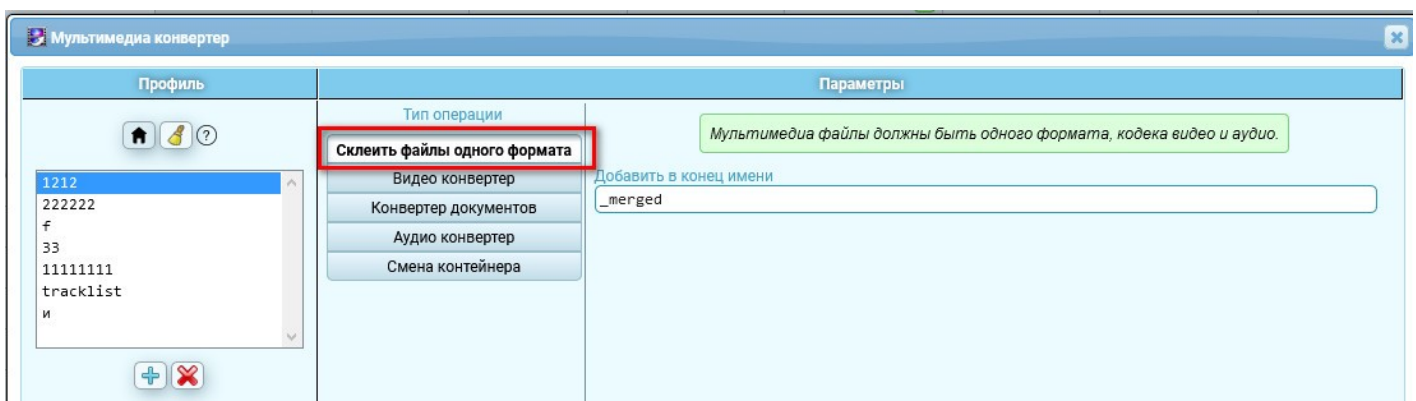 Мультимедиа конвертер
Профиль
Параметры
?
1212
222222
f
33
11111111
tracklist
и
Тип операции
Склеить файлы одного формата
Видео конвертер
Конвертер документов
Аудио конвертер
Смена контейнера
Мультимедиа файлы должны быть одного формата, кодека видео и аудио.
Добавить в конец имени
_merged